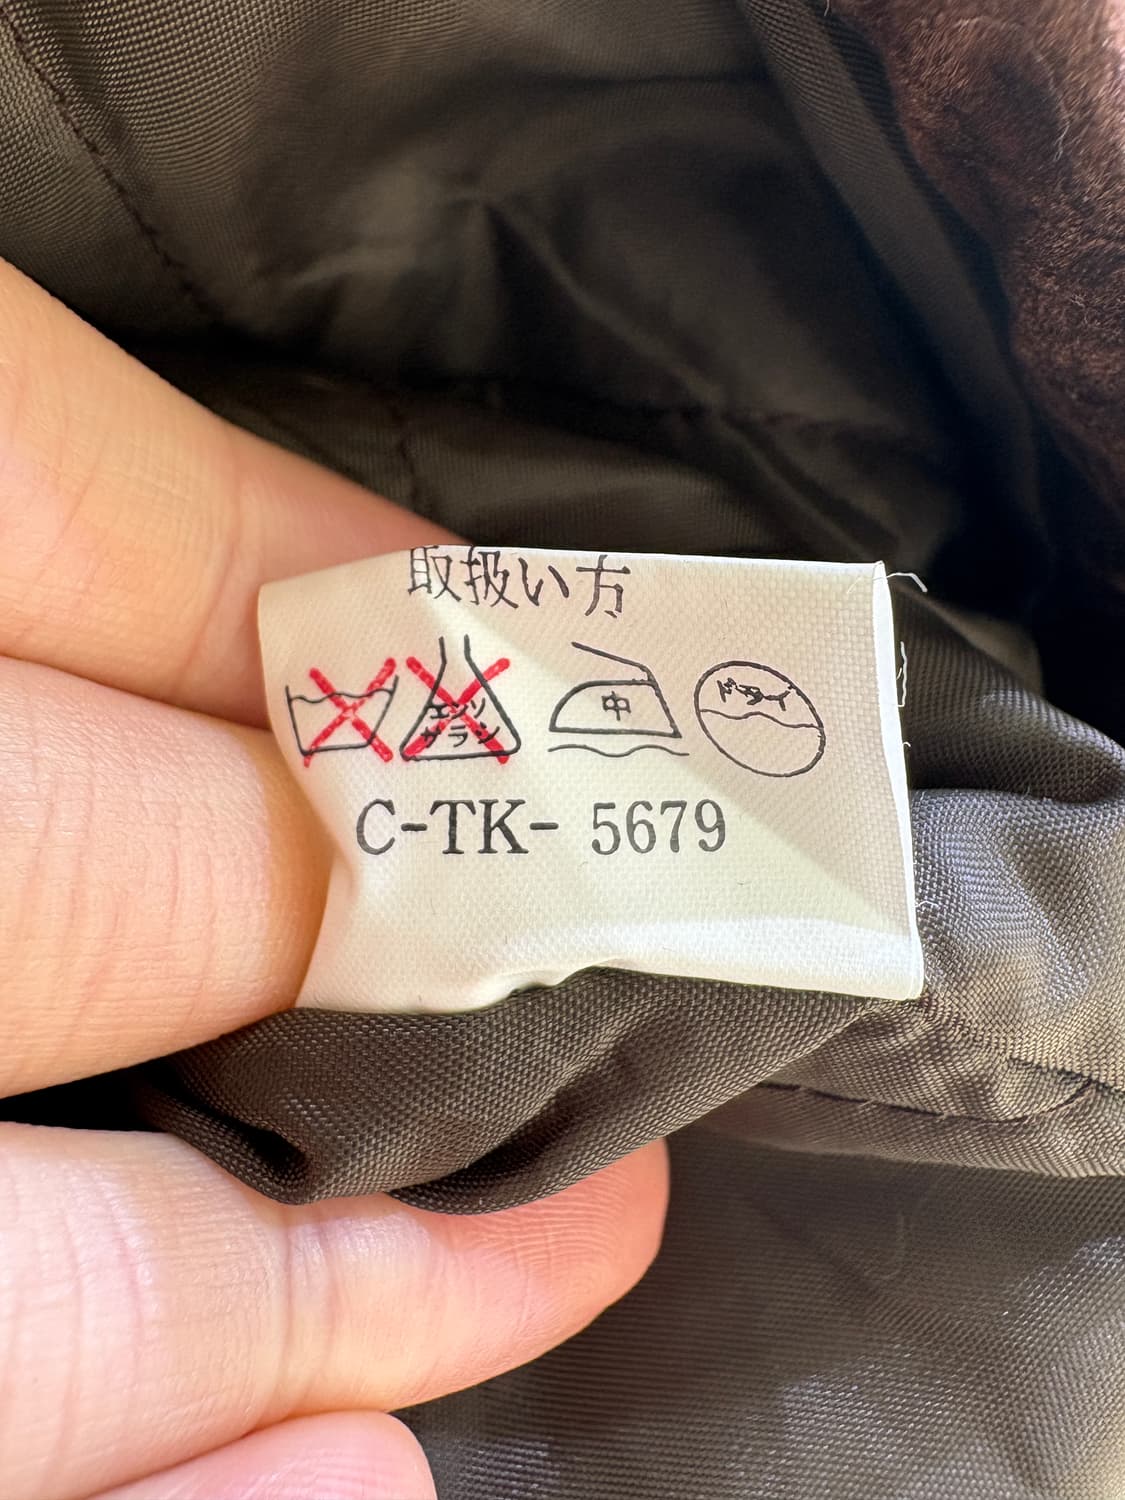 取扱い方
エンソ
サラシ
中
ドライ
C-TK- 5679